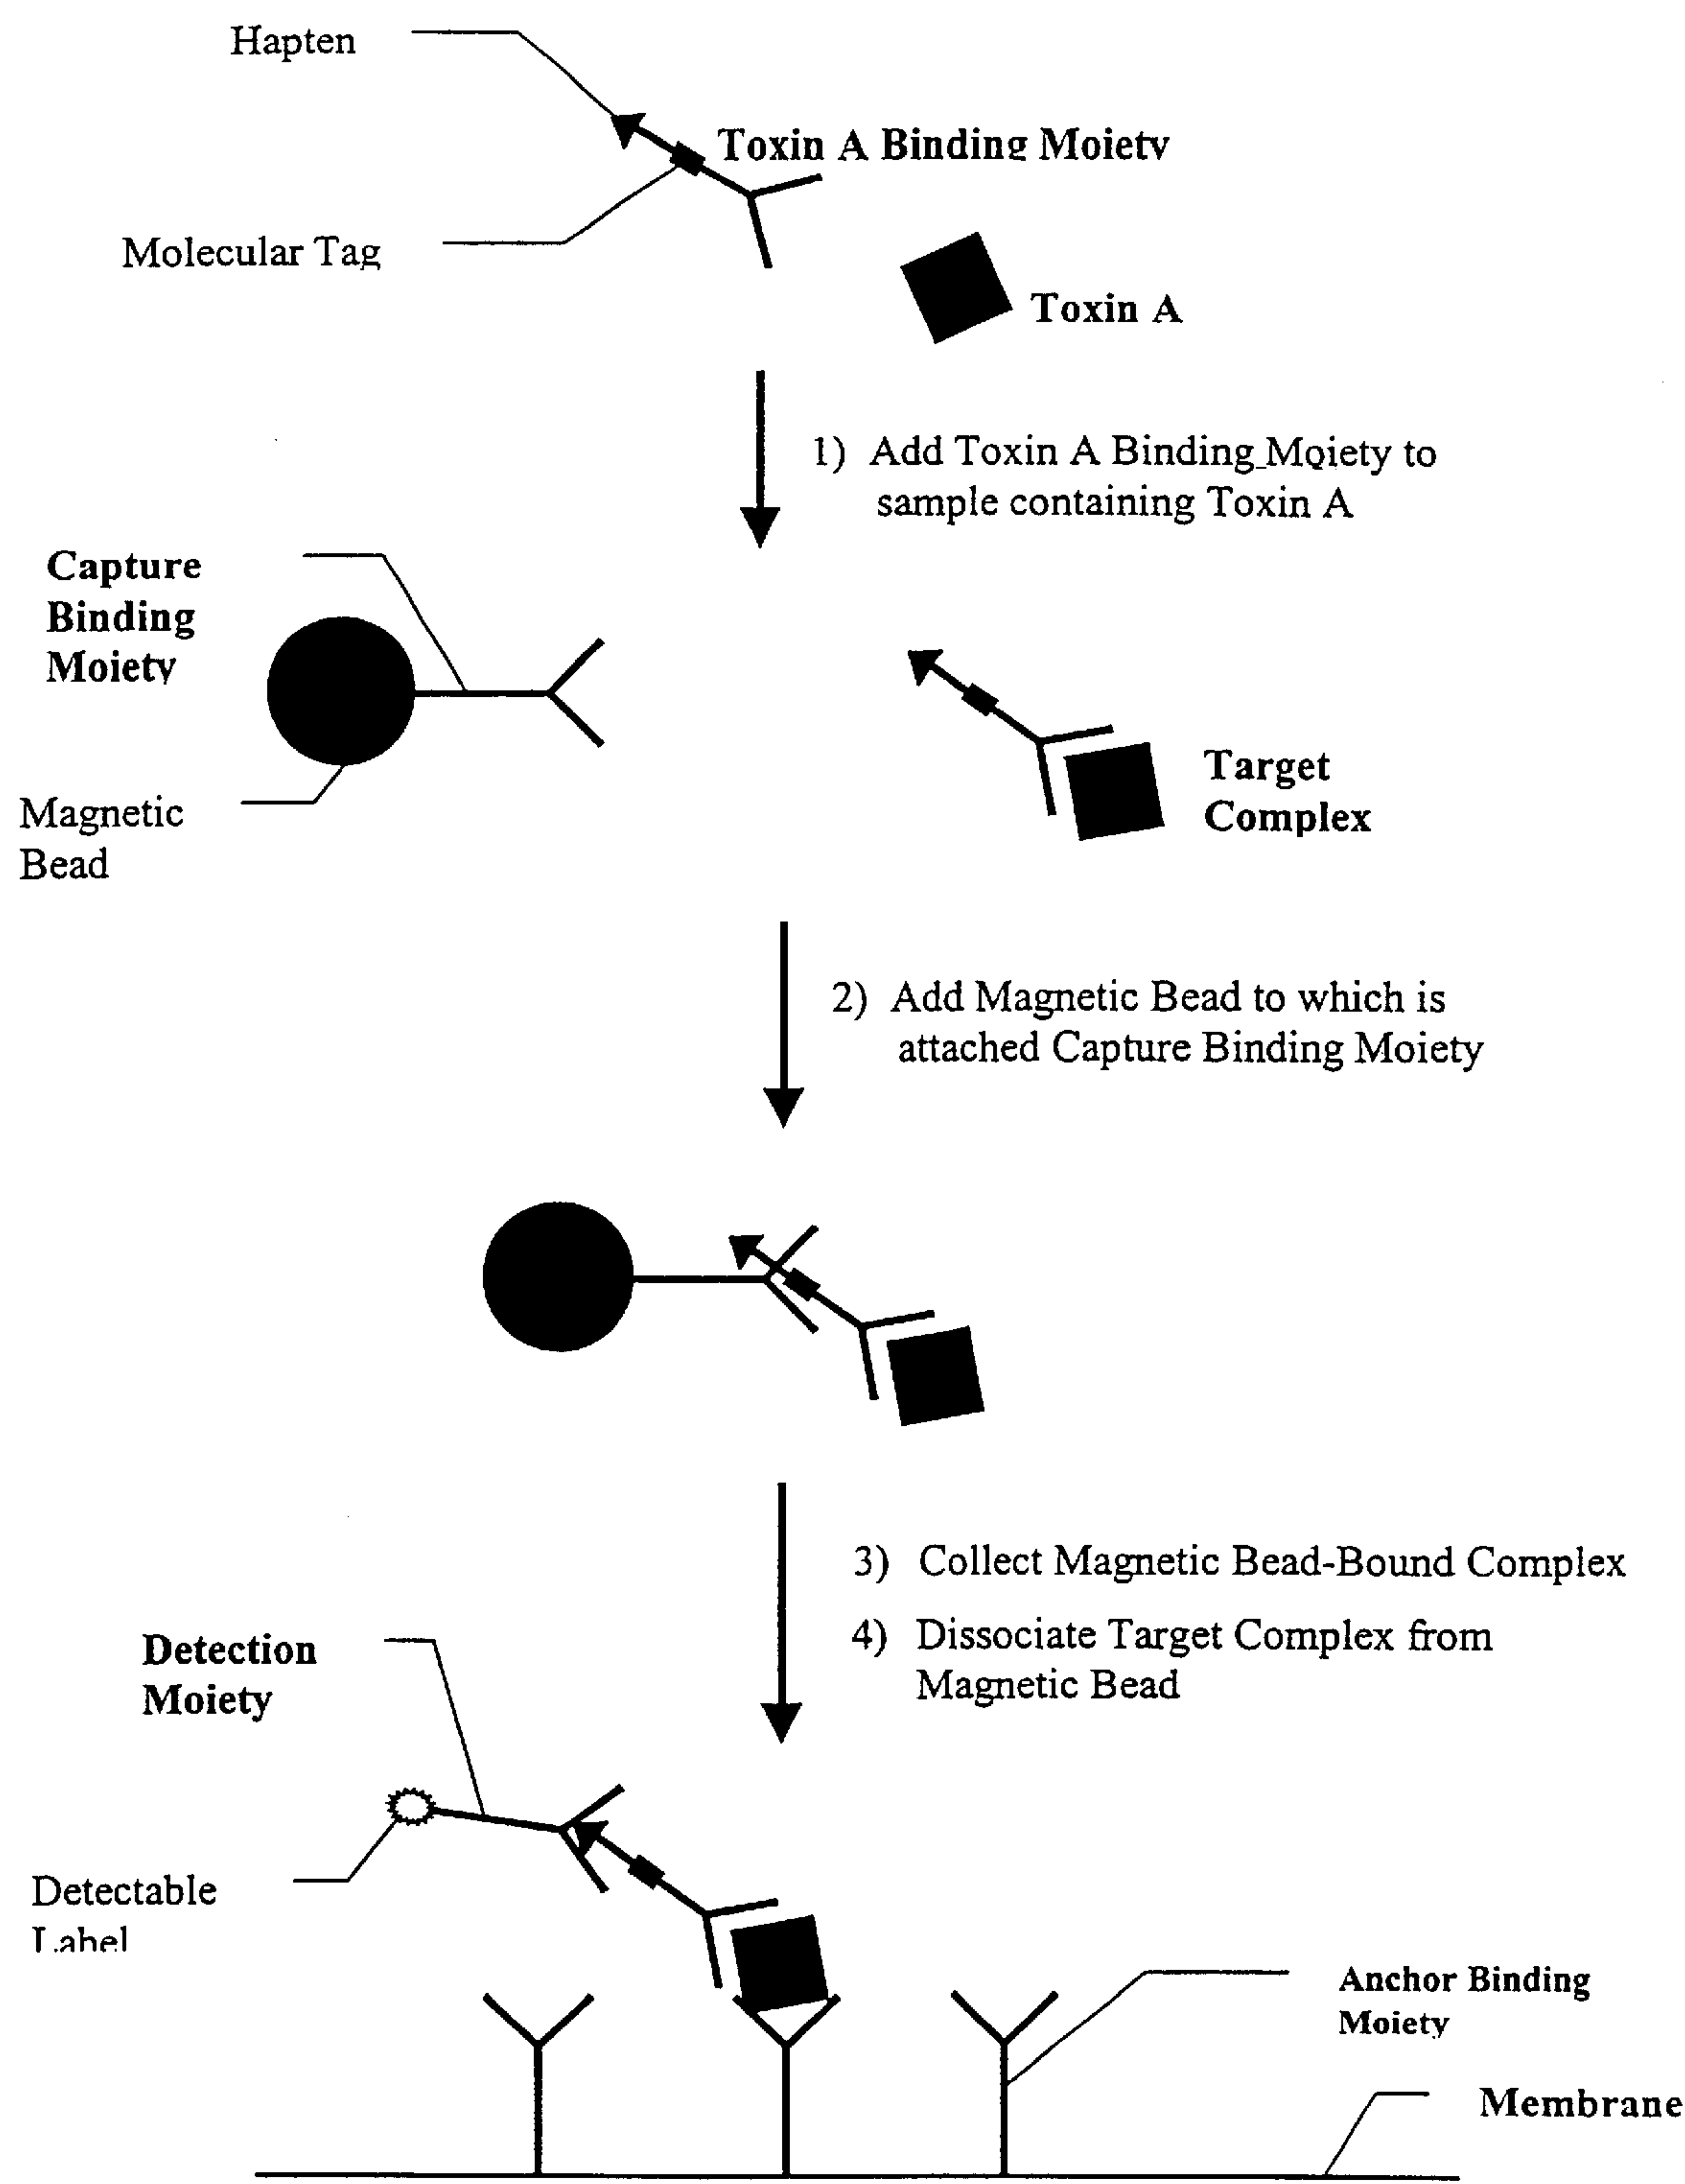 Hapten
Toxin A Binding Moiety
Molecular Tag
Toxin A
1) Add Toxin A Binding Moiety to
sample containing Toxin A
Capture
Binding
Moiety
Target
Complex
Magnetic
Bead
2) Add Magnetic Bead to which is
attached Capture Binding Moiety
3) Collect Magnetic Bead-Bound Complex
4) Dissociate Target Complex from
Magnetic Bead
Detection
Moiety
Detectable
Label
Anchor Binding
Moiety
Membrane